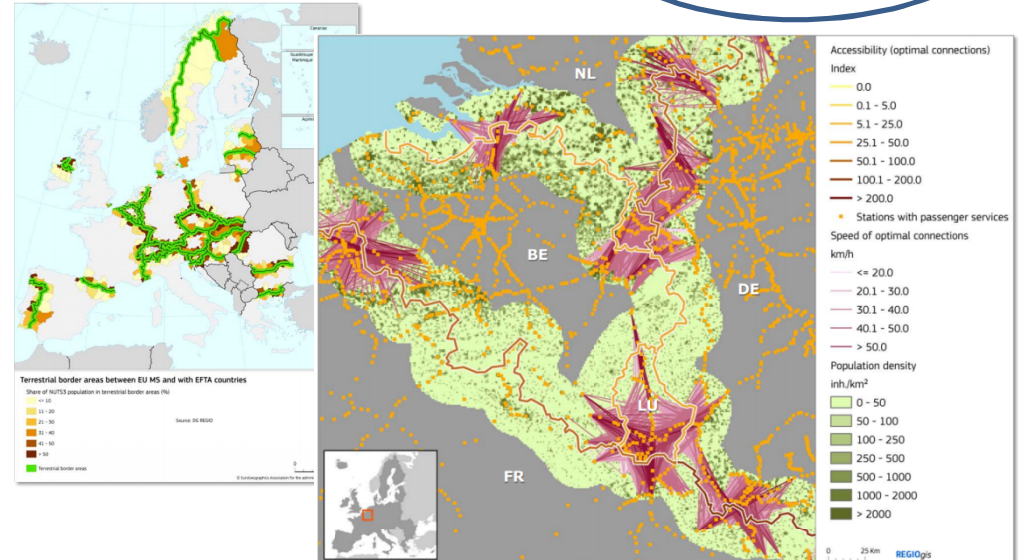 Canarias
Terrestrial border areas between EU MS and with EFTA countries
Share of NUTS3 population in terrestrial border areas (%)
<= 10
11 - 20
21 - 30
31 - 40
41 - 50
> 50
Terrestrial border areas
Source: DG REGIO
0
© EuroGeographics Association for the
NL
BE
DE
LU
FR
Accessibility (optimal connections)
Index
0.0
0.1 - 5.0
5.1 - 25.0
25.1 - 50.0
50.1 - 100.0
100.1 - 200.0
> 200.0
Stations with passenger services
Speed of optimal connections
km/h
<= 20.0
20.1 - 30.0
30.1 - 40.0
40.1 - 50.0
> 50.0
Population density
inh./km²
0 - 50
50 - 100
100 - 250
250 - 500
500 - 1000
1000 - 2000
> 2000
0 25 Km REGIOgis